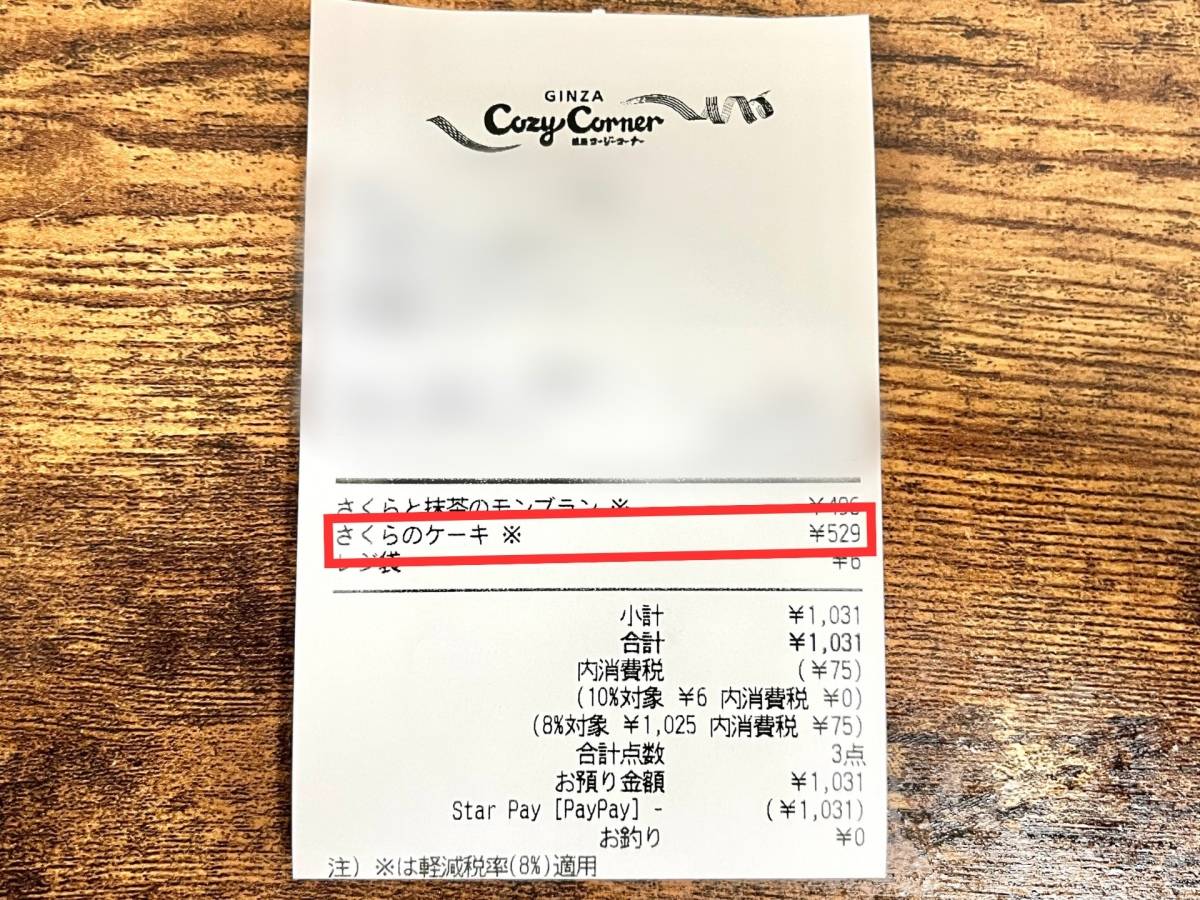 GINZA
Cozy Corner
銀座コージーコーナー
さくらと抹茶のモンブラン ※ ¥496
さくらのケーキ ※ ¥529
レジ袋 ¥6
小計 ¥1,031
合計 ¥1,031
内消費税 (¥75)
(10%対象 ¥6 内消費税 ¥0)
(8%対象 ¥1,025 内消費税 ¥75)
合計点数 3点
お預り金額 ¥1,031
Star Pay [PayPay] - (¥1,031)
お釣り ¥0
注) ※は軽減税率(8%)適用